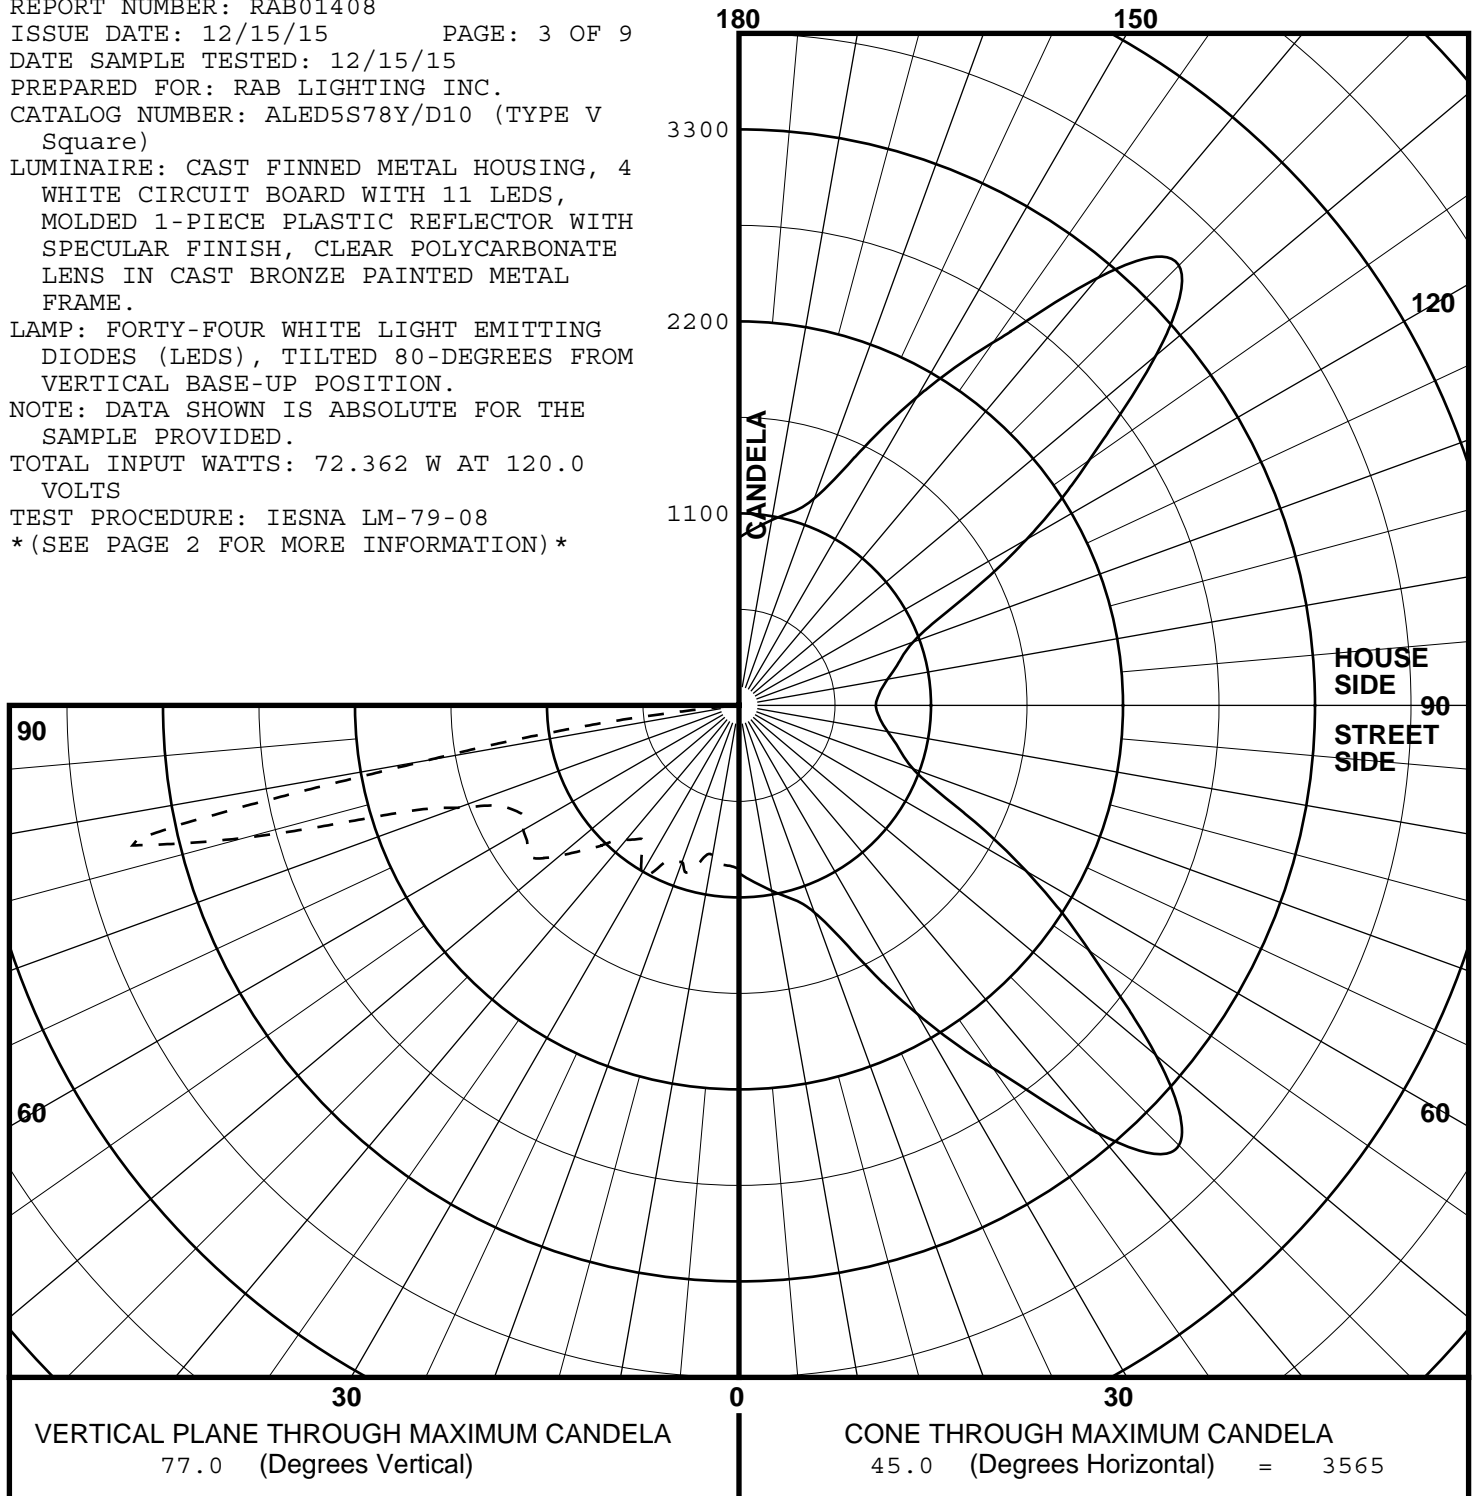 REPORT NUMBER: RAB01408
ISSUE DATE: 12/15/15 PAGE: 3 OF 9
DATE SAMPLE TESTED: 12/15/15
PREPARED FOR: RAB LIGHTING INC.
CATALOG NUMBER: ALED5S78Y/D10 (TYPE V
Square)
LUMINAIRE: CAST FINNED METAL HOUSING, 4
WHITE CIRCUIT BOARD WITH 11 LEDS,
MOLDED 1-PIECE PLASTIC REFLECTOR WITH
SPECULAR FINISH, CLEAR POLYCARBONATE
LENS IN CAST BRONZE PAINTED METAL
FRAME.
LAMP: FORTY-FOUR WHITE LIGHT EMITTING
DIODES (LEDS), TILTED 80-DEGREES FROM
VERTICAL BASE-UP POSITION.
NOTE: DATA SHOWN IS ABSOLUTE FOR THE
SAMPLE PROVIDED.
TOTAL INPUT WATTS: 72.362 W AT 120.0
VOLTS
TEST PROCEDURE: IESNA LM-79-08
*(SEE PAGE 2 FOR MORE INFORMATION)*
180
150
3300
120
2200
CANDELA
1100
HOUSE
SIDE
90
STREET
SIDE
90
60
60
30
0
30
VERTICAL PLANE THROUGH MAXIMUM CANDELA
77.0 (Degrees Vertical)
CONE THROUGH MAXIMUM CANDELA
45.0 (Degrees Horizontal) = 3565